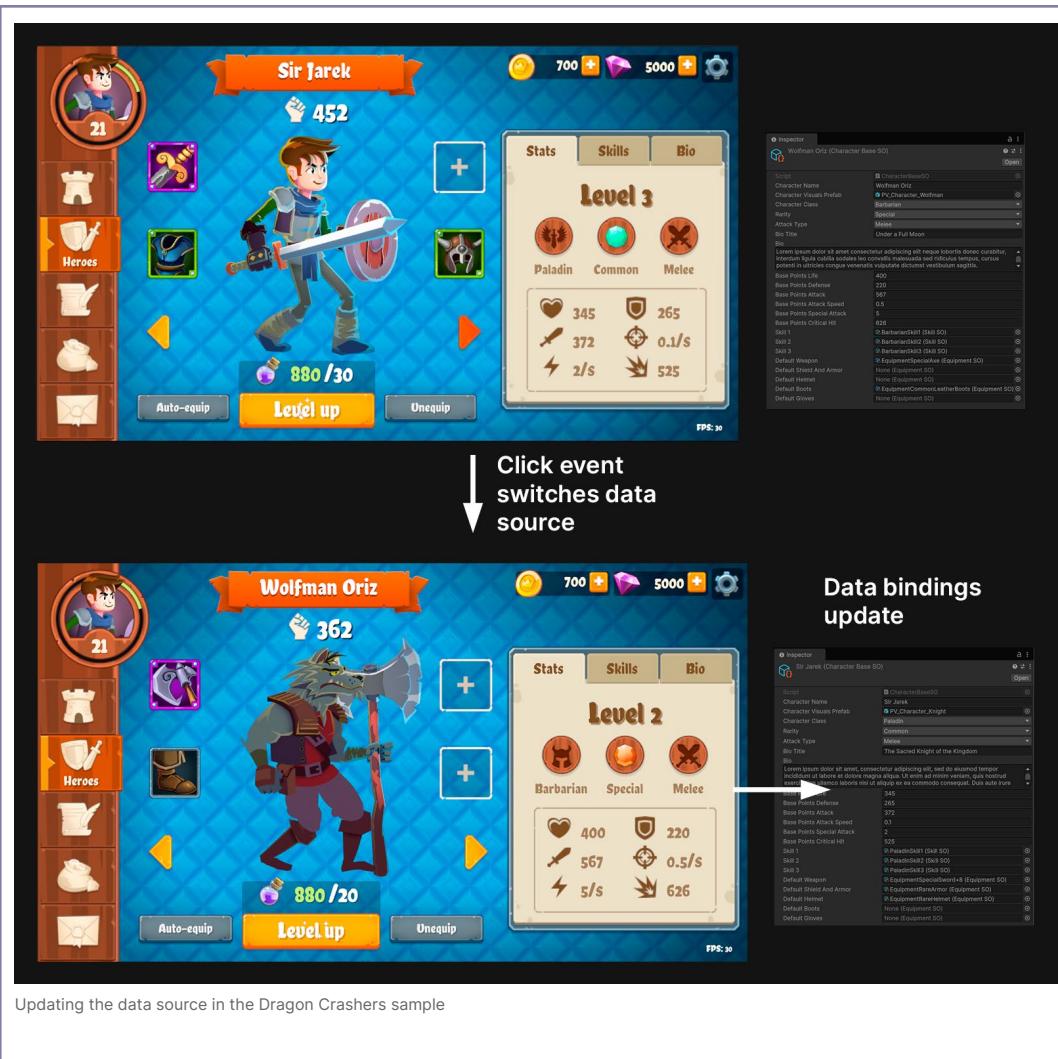 Sir Jarek
700
5000
452
21
Heroes
Stats Skills Bio
Level 3
Paladin Common Melee
345 265
372 0.1/s
2/s 525
880/30
Auto-equip Level up Unequip
FPS: 30
Inspector
Wolfman Oriz (Character Base SO)
Open
Script CharacterBaseSO
Character Name Wolfman Oriz
Character Visuals Prefab PV_Character_Wolfman
Character Class Barbarian
Rarity Special
Attack Type Melee
Bio Title Under a Full Moon
Bio
Lorem ipsum dolor sit amet consectetur adipiscing elit neque lobortis donec curabitur,
interdum ligula cubilia sodales leo convallis malesuada sed ridiculus tempus, cursus
potenti in ultricies congue venenatis vulputate dictumst vestibulum sagittis.
Base Points Life 400
Base Points Defense 220
Base Points Attack 567
Base Points Attack Speed 0.5
Base Points Special Attack 5
Base Points Critical Hit 626
Skill 1 BarbarianSkill1 (Skill SO)
Skill 2 BarbarianSkill2 (Skill SO)
Skill 3 BarbarianSkill3 (Skill SO)
Default Weapon EquipmentSpecialAxe (Equipment SO)
Default Shield And Armor None (Equipment SO)
Default Helmet None (Equipment SO)
Default Boots EquipmentCommonLeatherBoots (Equipment SO)
Default Gloves None (Equipment SO)
Click event
switches data
source
Wolfman Oriz
700
5000
362
21
Heroes
Stats Skills Bio
Level 2
Barbarian Special Melee
400 220
567 0.5/s
5/s 626
880/20
Auto-equip Level up Unequip
FPS: 30
Data bindings
update
Inspector
Sir Jarek (Character Base SO)
Open
Script CharacterBaseSO
Character Name Sir Jarek
Character Visuals Prefab PV_Character_Knight
Character Class Paladin
Rarity Common
Attack Type Melee
Bio Title The Sacred Knight of the Kingdom
Bio
Lorem ipsum dolor sit amet, consectetur adipiscing elit, sed do eiusmod tempor
incididunt ut labore et dolore magna aliqua. Ut enim ad minim veniam, quis nostrud
ullamco laboris nisi ut aliquip ex ea commodo consequat. Duis aute irure
345
Base Points Defense 265
Base Points Attack 372
Base Points Attack Speed 0.1
Base Points Special Attack 2
Base Points Critical Hit 525
Skill 1 PaladinSkill1 (Skill SO)
Skill 2 PaladinSkill2 (Skill SO)
Skill 3 PaladinSkill3 (Skill SO)
Default Weapon EquipmentSpecialSword+8 (Equipment SO)
Default Shield And Armor EquipmentRareArmor (Equipment SO)
Default Helmet EquipmentRareHelmet (Equipment SO)
Default Boots None (Equipment SO)
Default Gloves None (Equipment SO)
Updating the data source in the Dragon Crashers sample